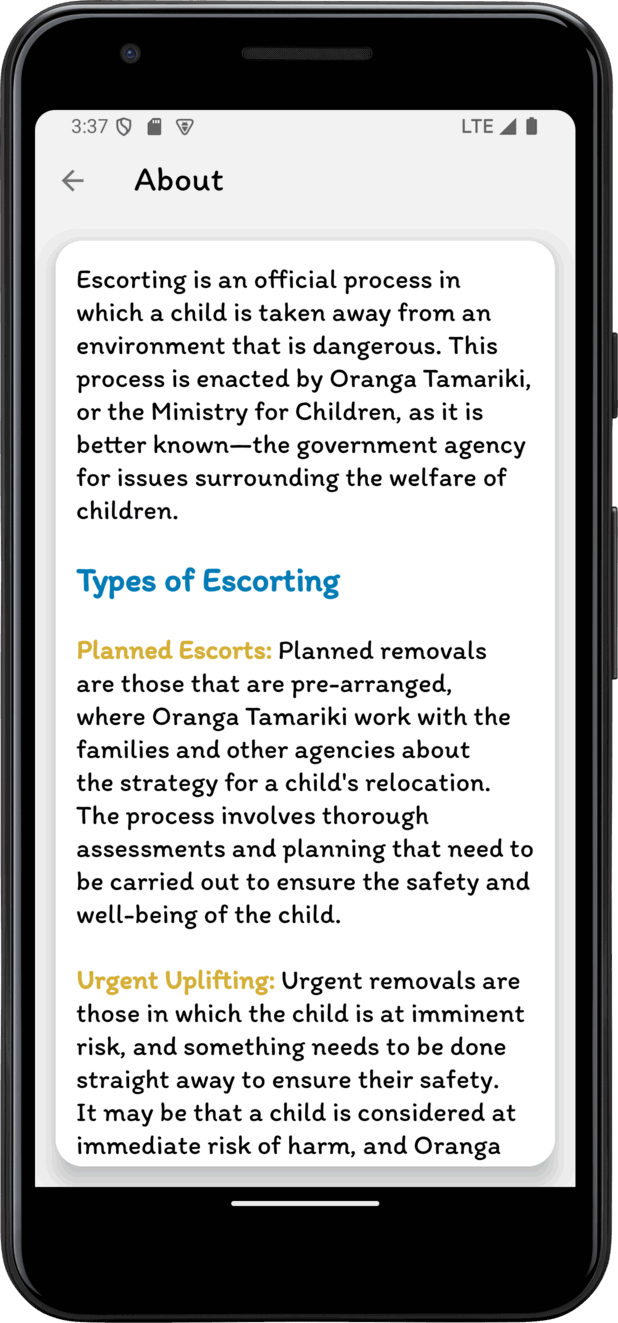 3:37
LTE
About
Escorting is an official process in
which a child is taken away from an
environment that is dangerous. This
process is enacted by Oranga Tamariki,
or the Ministry for Children, as it is
better known—the government agency
for issues surrounding the welfare of
children.
Types of Escorting
Planned Escorts: Planned removals
are those that are pre-arranged,
where Oranga Tamariki work with the
families and other agencies about
the strategy for a child's relocation.
The process involves thorough
assessments and planning that need to
be carried out to ensure the safety and
well-being of the child.
Urgent Uplifting: Urgent removals are
those in which the child is at imminent
risk, and something needs to be done
straight away to ensure their safety.
It may be that a child is considered at
immediate risk of harm, and Oranga